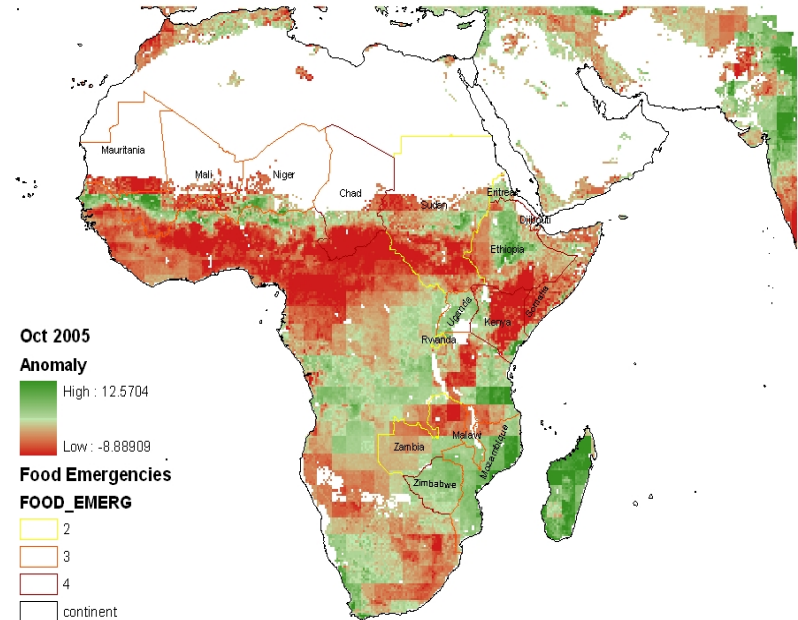 Mauritania
Mali
Niger
Chad
Sudan
Eritrea
Djibouti
Ethiopia
Somalia
Uganda
Kenya
Rwanda
Zambia
Malawi
Mozambique
Zimbabwe
Oct 2005
Anomaly
High : 12.5704
Low : -8.88909
Food Emergencies
FOOD_EMERG
2
3
4
continent